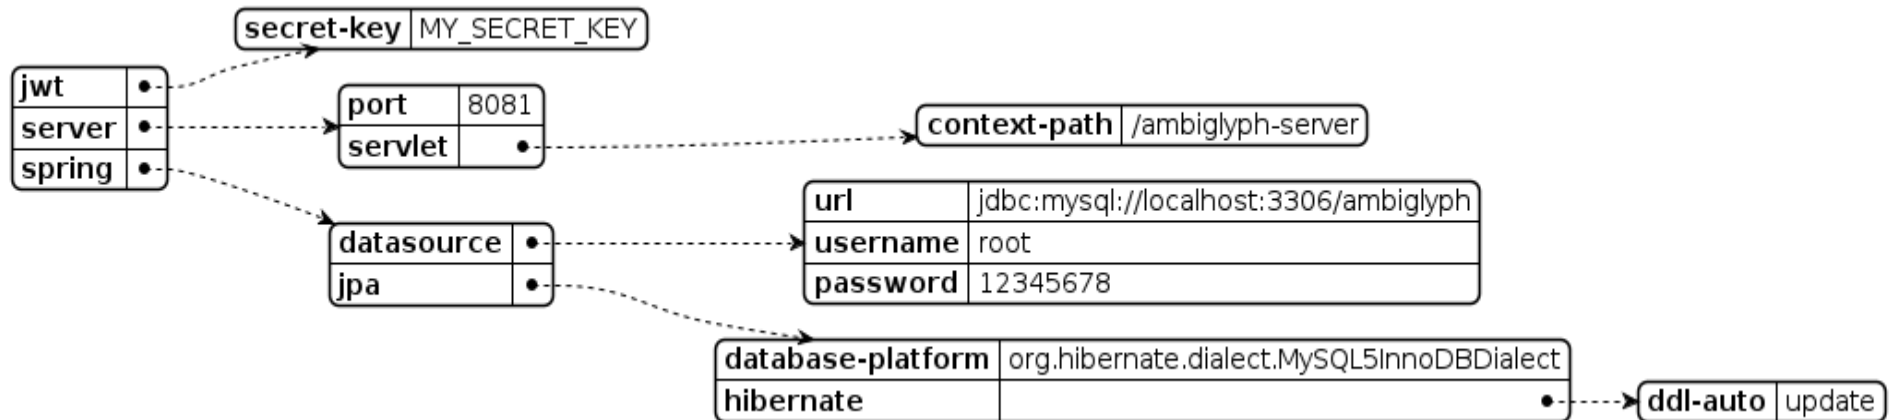 secret-key MY_SECRET_KEY
jwt
server
spring
port 8081
servlet
context-path /ambiglyph-server
datasource
jpa
url jdbc:mysql://localhost:3306/ambiglyph
username root
password 12345678
database-platform org.hibernate.dialect.MySQL5InnoDBDialect
hibernate
ddl-auto update